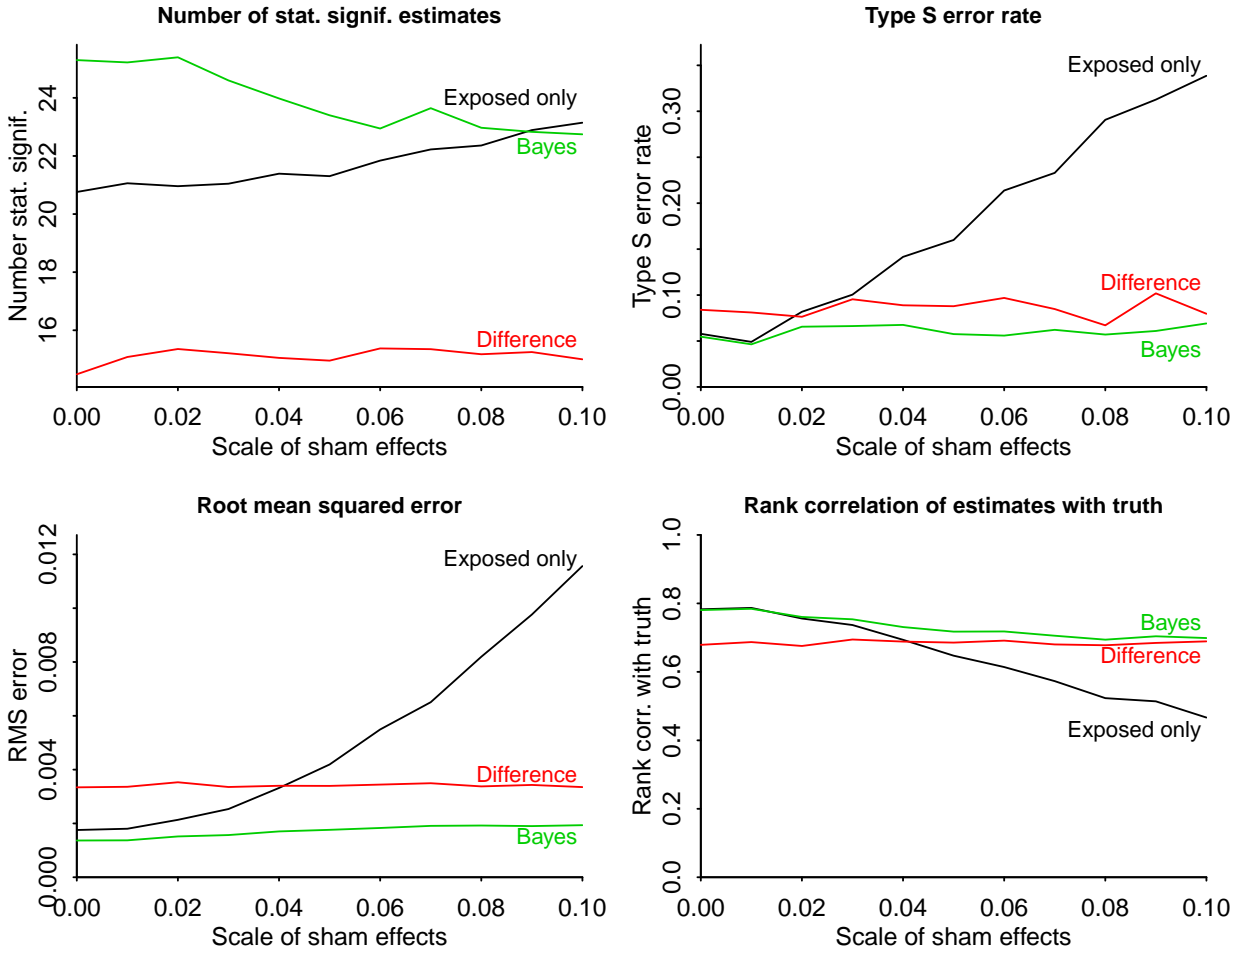 Number of stat. signif. estimates
Number stat. signif.
24
22
20
18
16
Exposed only
Bayes
Difference
0.00 0.02 0.04 0.06 0.08 0.10
Scale of sham effects
Type S error rate
Type S error rate
0.30
0.20
0.10
0.00
Exposed only
Difference
Bayes
0.00 0.02 0.04 0.06 0.08 0.10
Scale of sham effects
Root mean squared error
RMS error
0.012
0.008
0.004
0.000
Exposed only
Difference
Bayes
0.00 0.02 0.04 0.06 0.08 0.10
Scale of sham effects
Rank correlation of estimates with truth
Rank corr. with truth
1.0
0.8
0.6
0.4
0.2
0.0
Bayes
Difference
Exposed only
0.00 0.02 0.04 0.06 0.08 0.10
Scale of sham effects